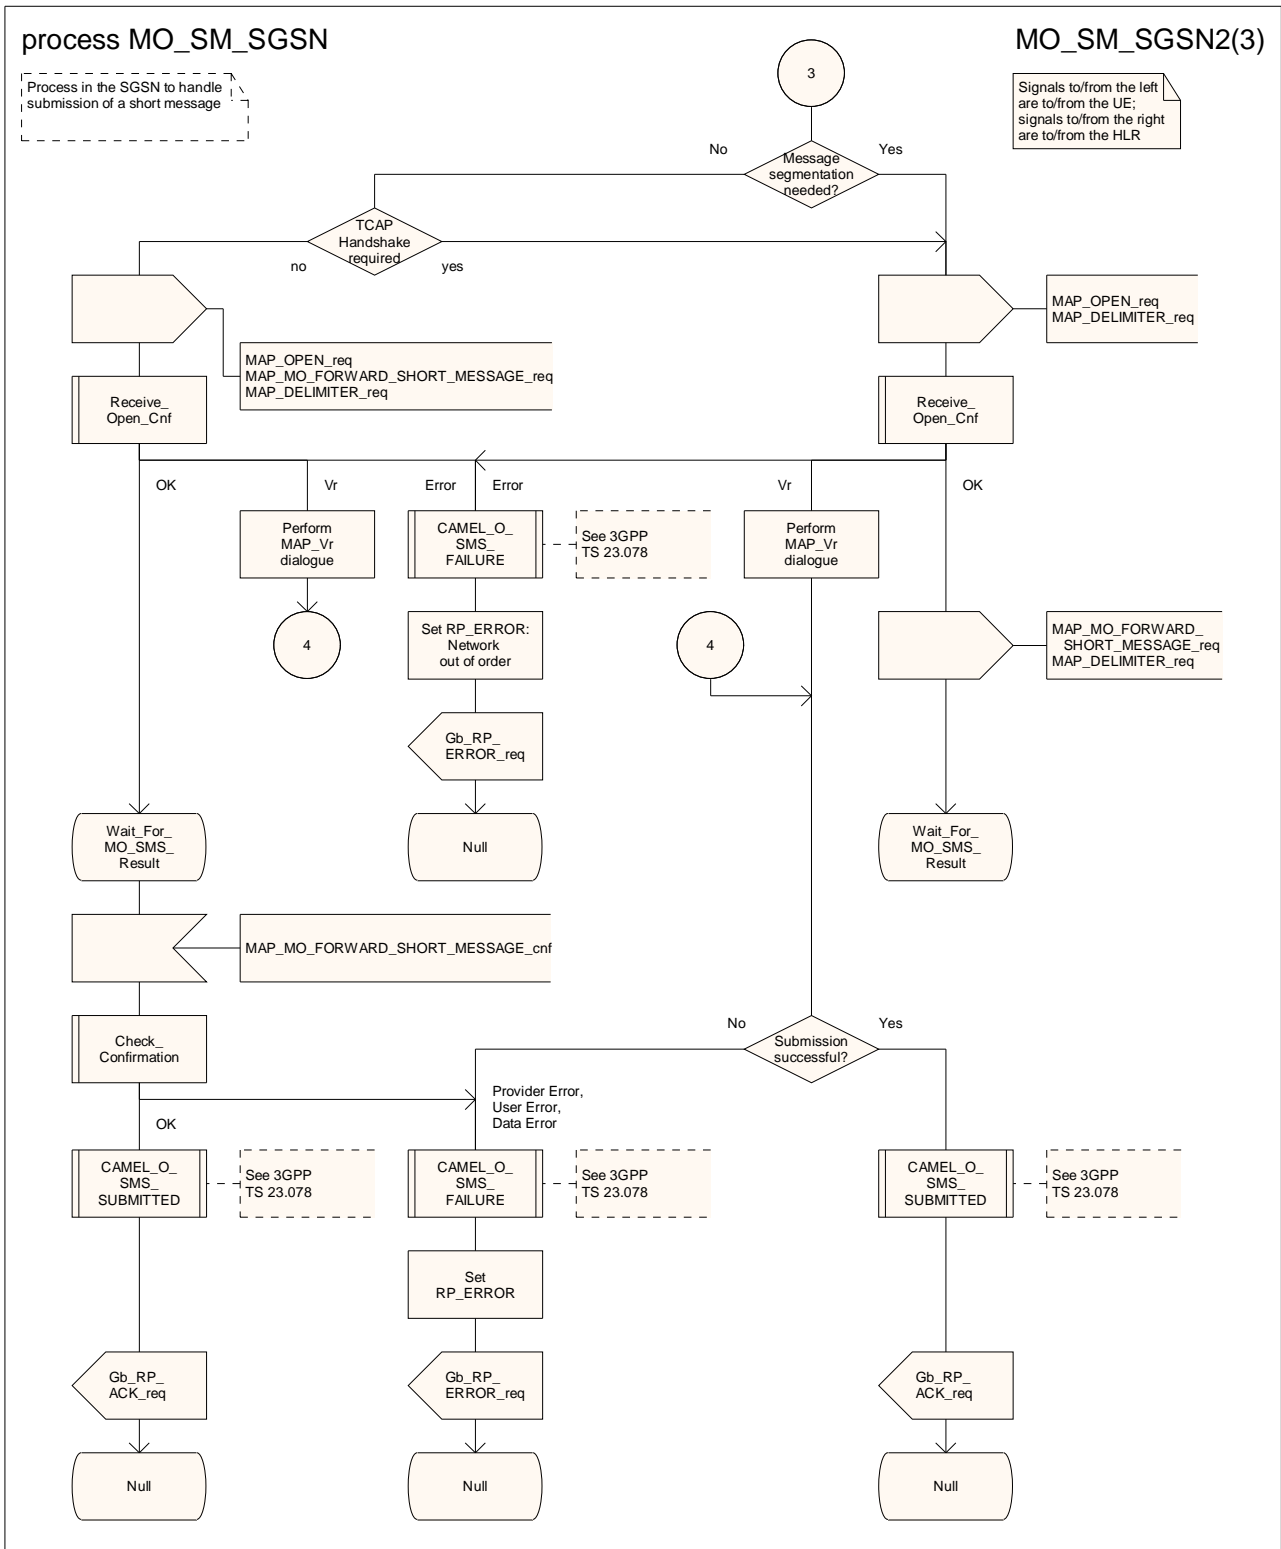 process MO_SM_SGSN
MO_SM_SGSN2(3)
Process in the SGSN to handle
submission of a short message
3
Signals to/from the left
are to/from the UE;
signals to/from the right
are to/from the HLR
No
Message
segmentation
needed?
Yes
TCAP
Handshake
required
no
yes
MAP_OPEN_req
MAP_DELIMITER_req
MAP_OPEN_req
MAP_MO_FORWARD_SHORT_MESSAGE_req
MAP_DELIMITER_req
Receive_
Open_Cnf
Receive_
Open_Cnf
OK
Vr
Error
Error
Vr
OK
Perform
MAP_Vr
dialogue
CAMEL_O_
SMS_
FAILURE
See 3GPP
TS 23.078
Perform
MAP_Vr
dialogue
4
Set RP_ERROR:
Network
out of order
4
MAP_MO_FORWARD_
SHORT_MESSAGE_req
MAP_DELIMITER_req
Gb_RP_
ERROR_req
Wait_For_
MO_SMS_
Result
Null
Wait_For_
MO_SMS_
Result
MAP_MO_FORWARD_SHORT_MESSAGE_cnf
Check_
Confirmation
No
Submission
successful?
Yes
OK
Provider Error,
User Error,
Data Error
CAMEL_O_
SMS_
SUBMITTED
See 3GPP
TS 23.078
CAMEL_O_
SMS_
FAILURE
See 3GPP
TS 23.078
CAMEL_O_
SMS_
SUBMITTED
See 3GPP
TS 23.078
Set
RP_ERROR
Gb_RP_
ACK_req
Gb_RP_
ERROR_req
Gb_RP_
ACK_req
Null
Null
Null